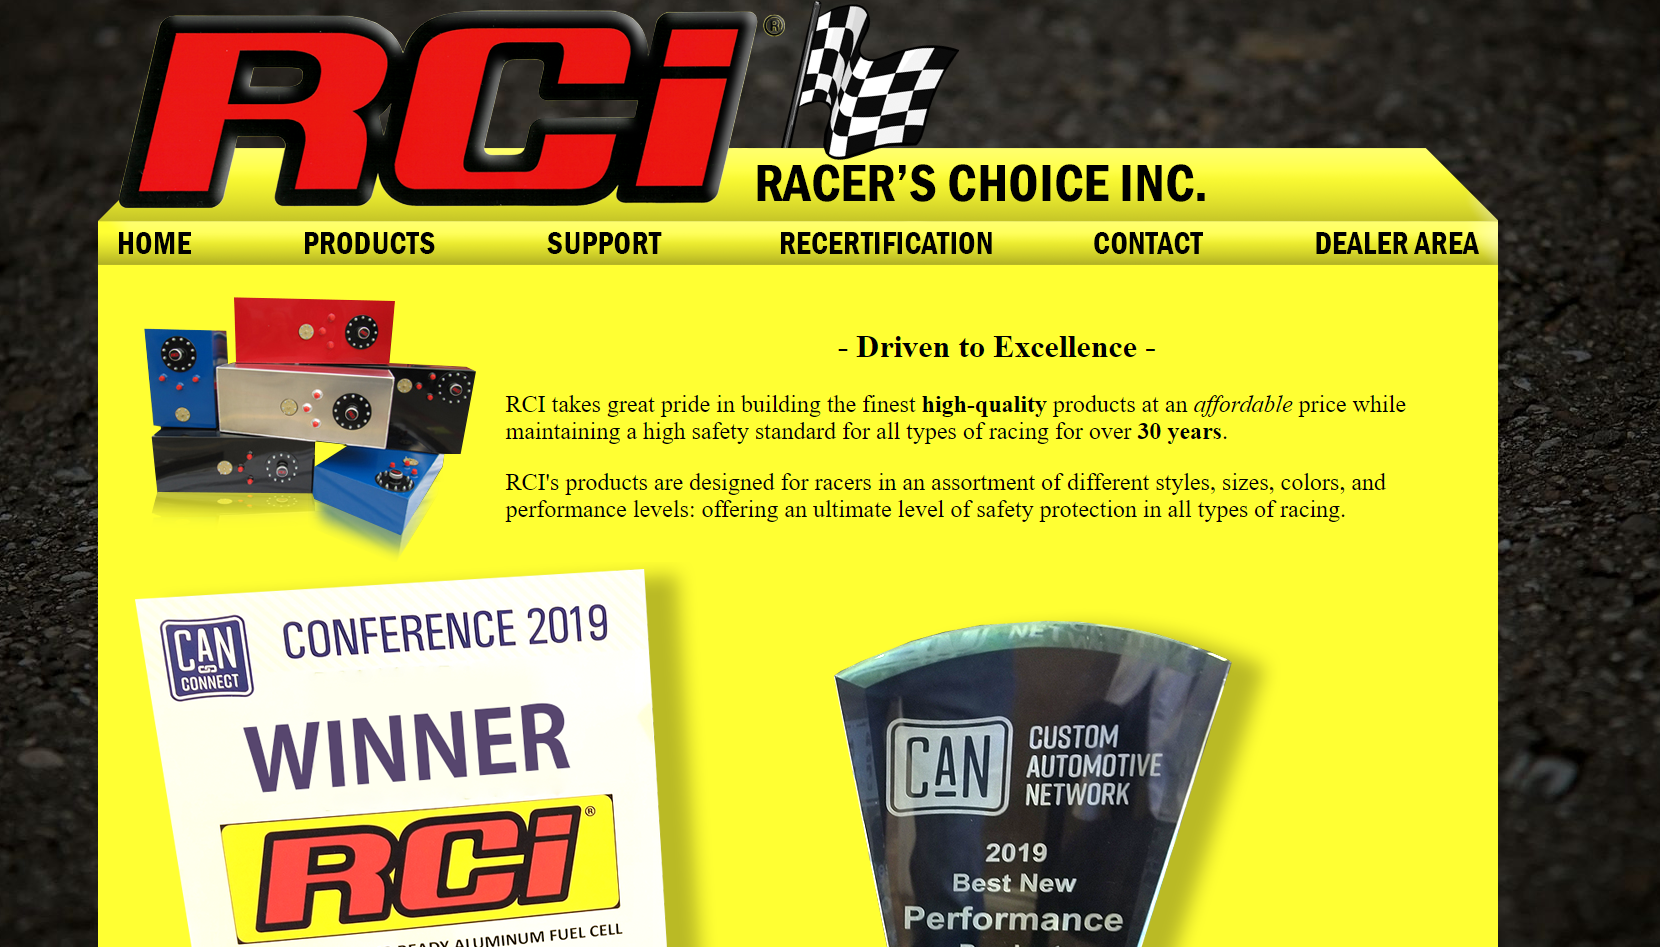 RCi®
RACER'S CHOICE INC.
HOME PRODUCTS SUPPORT RECERTIFICATION CONTACT DEALER AREA
- Driven to Excellence -
RCI takes great pride in building the finest high-quality products at an affordable price while
maintaining a high safety standard for all types of racing for over 30 years.
RCI's products are designed for racers in an assortment of different styles, sizes, colors, and
performance levels: offering an ultimate level of safety protection in all types of racing.
CAN
CONNECT
CONFERENCE 2019
WINNER
RCi®
READY ALUMINUM FUEL CELL
NET
CAN
CUSTOM
AUTOMOTIVE
NETWORK
2019
Best New
Performance